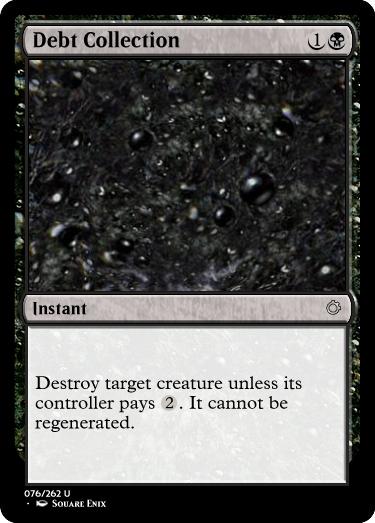 Debt Collection 1
Instant
Destroy target creature unless its
controller pays 2 . It cannot be
regenerated.
076/262 U
· Square Enix